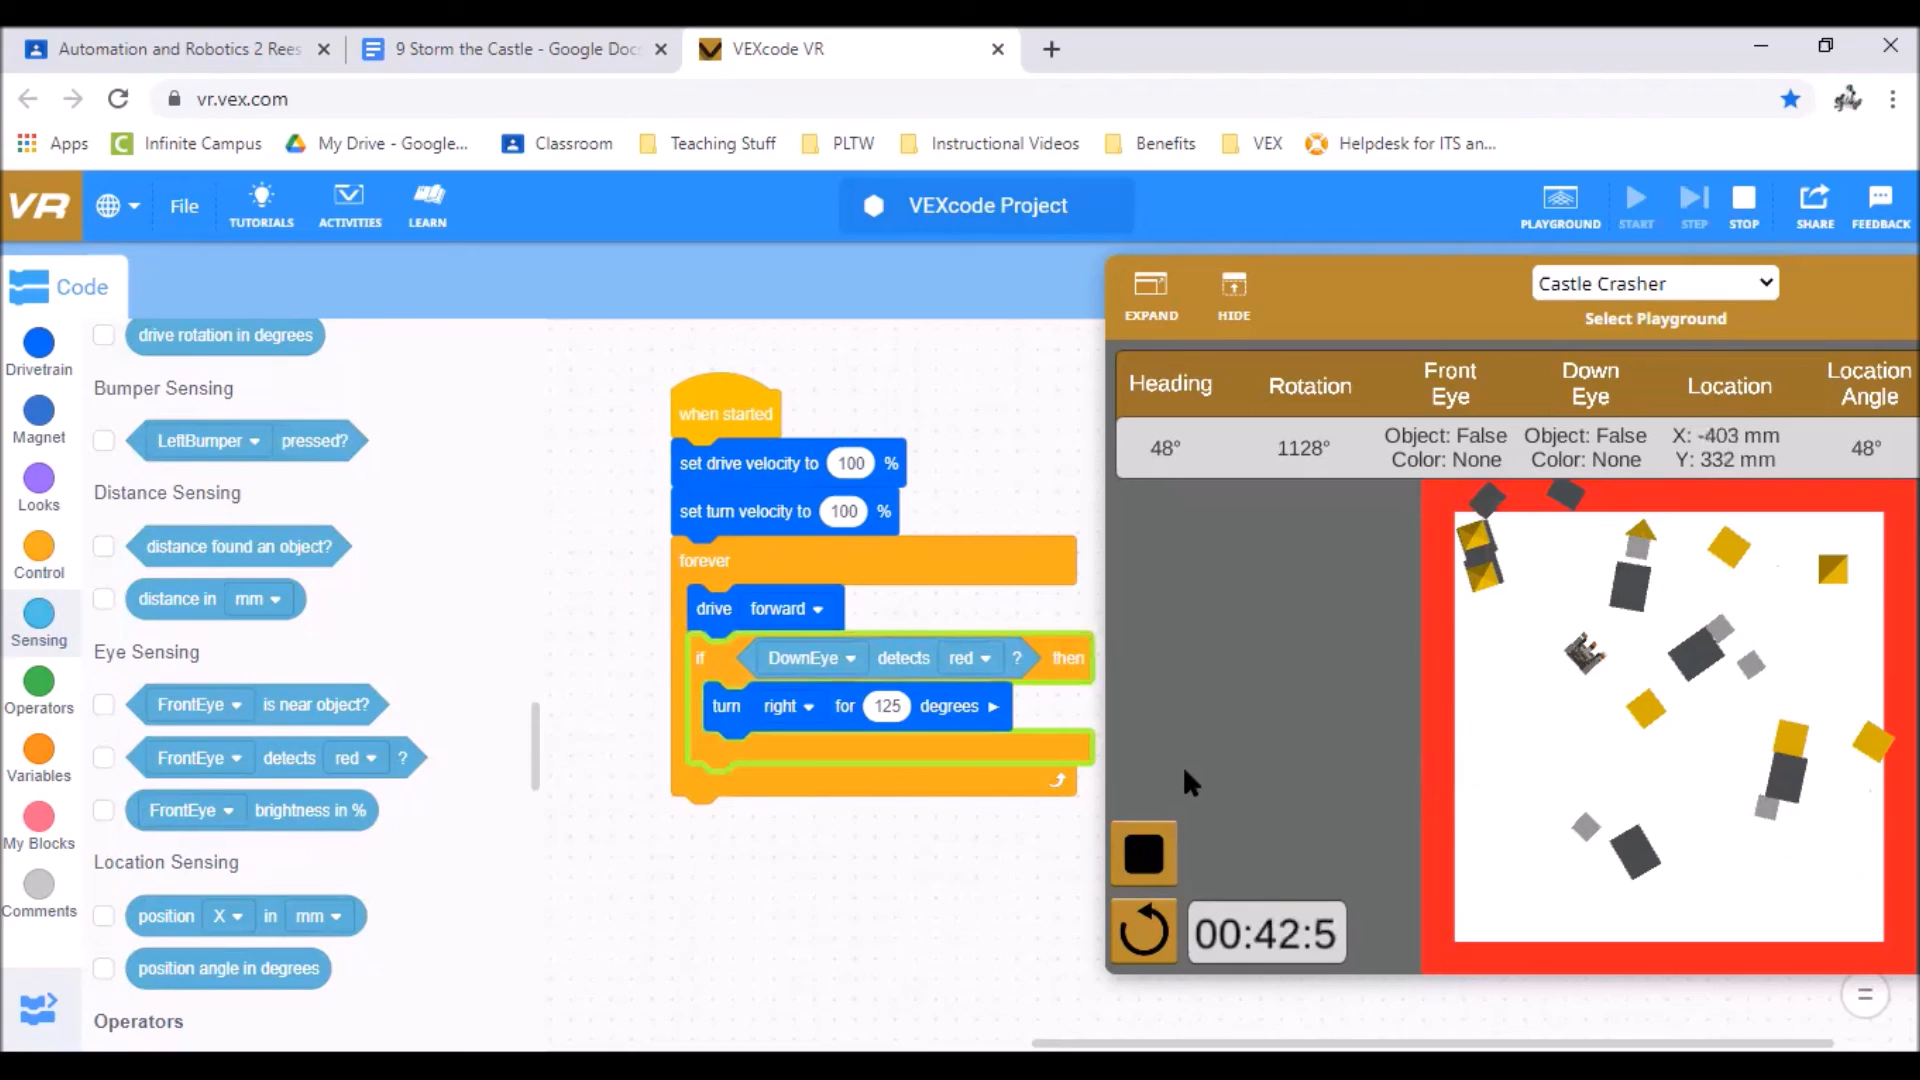 Automation and Robotics 2 Rees
9 Storm the Castle - Google Doc
VEXcode VR
vr.vex.com
Apps
Infinite Campus
My Drive - Google...
Classroom
Teaching Stuff
PLTW
Instructional Videos
Benefits
VEX
Helpdesk for ITS an...
VR
File
TUTORIALS
ACTIVITIES
LEARN
VEXcode Project
PLAYGROUND
START
STEP
STOP
SHARE
FEEDBACK
Code
Drivetrain
Magnet
Looks
Control
Sensing
Operators
Variables
My Blocks
Comments
drive rotation in degrees
Bumper Sensing
LeftBumper pressed?
Distance Sensing
distance found an object?
distance in mm
Eye Sensing
FrontEye is near object?
FrontEye detects red ?
FrontEye brightness in %
Location Sensing
position X in mm
position angle in degrees
Operators
when started
set drive velocity to 100 %
set turn velocity to 100 %
forever
drive forward
if DownEye detects red ? then
turn right for 125 degrees
EXPAND
HIDE
Castle Crasher
Select Playground
Heading
Rotation
Front
Eye
Down
Eye
Location
Location
Angle
48°
1128°
Object: False
Color: None
Object: False
Color: None
X: -403 mm
Y: 332 mm
48°
00:42:5